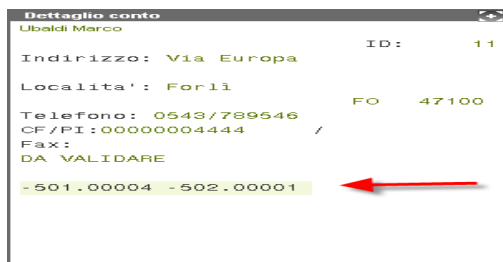 Dettaglio conto
Ubaldi Marco
ID: 11
Indirizzo: Via Europa
Localita': Forlì
FO 47100
Telefono: 0543/789546
CF/PI:00000004444 /
Fax:
DA VALIDARE
-501.00004 -502.00001